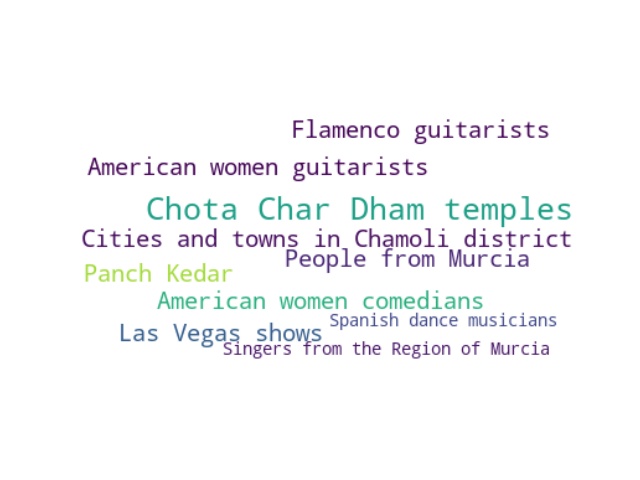 Flamenco guitarists
American women guitarists
Chota Char Dham temples
Cities and towns in Chamoli district
People from Murcia
Panch Kedar
American women comedians
Spanish dance musicians
Las Vegas shows
Singers from the Region of Murcia